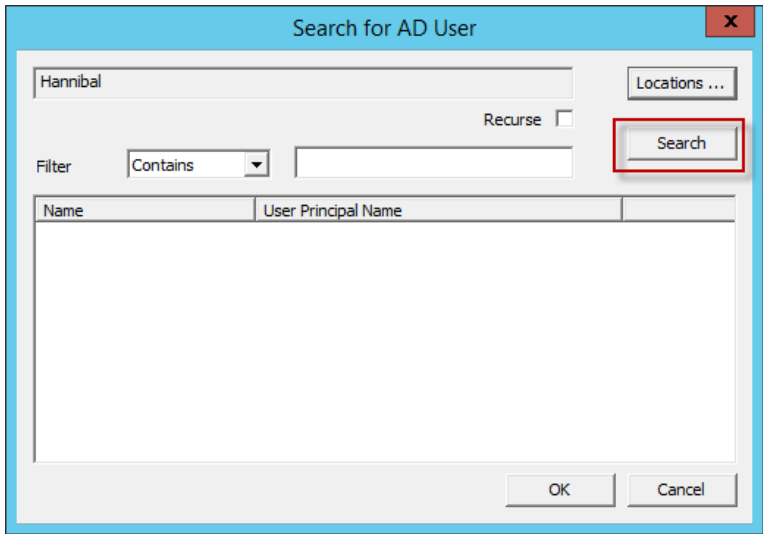 Search for AD User
x
Hannibal
Locations ...
Recurse
Search
Filter
Contains
Name
User Principal Name
OK
Cancel